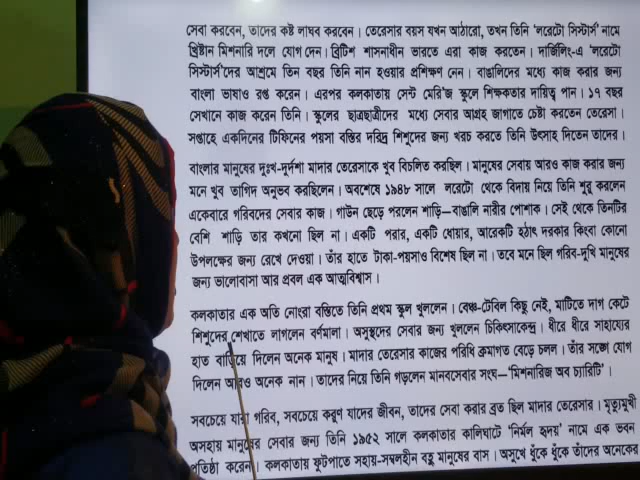 সেবা করবেন, তাদের কষ্ট লাঘব করবেন। তেরেসার বয়স যখন আঠারো, তখন তিনি ‘লরেটো সিস্টার্স’ নামে
খ্রিষ্টান মিশনারি দলে যোগ দেন। ব্রিটিশ শাসনাধীন ভারতে এরা কাজ করতেন। দার্জিলিং-এ ‘লরেটো
সিস্টার্স’দের আশ্রমে তিন বছর তিনি নান হওয়ার প্রশিক্ষণ নেন। বাঙালিদের মধ্যে কাজ করার জন্য
বাংলা ভাষাও রপ্ত করেন। এরপর কলকাতায় সেন্ট মেরি’জ স্কুলে শিক্ষকতার দায়িত্ব পান। ১৭ বছর
সেখানে কাজ করেন তিনি। স্কুলের ছাত্রছাত্রীদের মধ্যে সেবার আগ্রহ জাগাতে চেষ্টা করতেন তেরেসা।
সপ্তাহে একদিনের টিফিনের পয়সা বস্তির দরিদ্র শিশুদের জন্য খরচ করতে তিনি উৎসাহ দিতেন তাদের।
বাংলার মানুষের দুঃখ-দুর্দশা মাদার তেরেসাকে খুব বিচলিত করছিল। মানুষের সেবায় আরও কাজ করার জন্য
মনে খুব তাগিদ অনুভব করছিলেন। অবশেষে ১৯৪৮ সালে লরেটো থেকে বিদায় নিয়ে তিনি শুরু করলেন
একেবারে গরিবদের সেবার কাজ। গাউন ছেড়ে পরলেন শাড়ি—বাঙালি নারীর পোশাক। সেই থেকে তিনটির
বেশি শাড়ি তার কখনো ছিল না। একটি পরার, একটি ধোয়ার, আরেকটি হঠাৎ দরকার কিংবা কোনো
উপলক্ষের জন্য রেখে দেওয়া। তাঁর হাতে টাকা-পয়সাও বিশেষ ছিল না। তবে মনে ছিল গরিব-দুখি মানুষের
জন্য ভালোবাসা আর প্রবল এক আত্মবিশ্বাস।
কলকাতার এক অতি নোংরা বস্তিতে তিনি প্রথম স্কুল খুললেন। বেঞ্চ-টেবিল কিছু নেই, মাটিতে দাগ কেটে
শিশুদের শেখাতে লাগলেন বর্ণমালা। অসুস্থদের সেবার জন্য খুললেন চিকিৎসাকেন্দ্র। ধীরে ধীরে সাহায্যের
হাত বাড়িয়ে দিলেন অনেক মানুষ। মাদার তেরেসার কাজের পরিধি ক্রমাগত বেড়ে চলল। তাঁর সঙ্গে যোগ
দিলেন আরও অনেক নান। তাদের নিয়ে তিনি গড়লেন মানবসেবার সংঘ—‘মিশনারিজ অব চ্যারিটি’।
সবচেয়ে যারা গরিব, সবচেয়ে করুণ যাদের জীবন, তাদের সেবা করার ব্রত ছিল মাদার তেরেসার। মৃত্যুমুখী
অসহায় মানুষের সেবার জন্য তিনি ১৯৫২ সালে কলকাতার কালিঘাটে ‘নির্মল হৃদয়’ নামে এক ভবন
প্রতিষ্ঠা করেন। কলকাতায় ফুটপাতে সহায়-সম্বলহীন বহু মানুষের বাস। অসুখে ধুঁকে ধুঁকে তাঁদের অনেকের